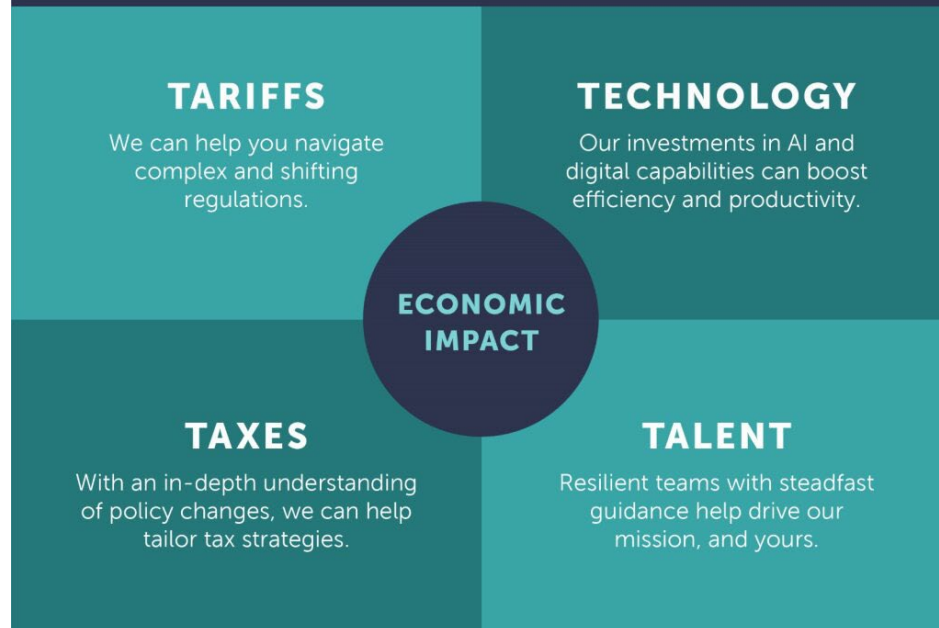 TARIFFS
We can help you navigate
complex and shifting
regulations.
TECHNOLOGY
Our investments in AI and
digital capabilities can boost
efficiency and productivity.
ECONOMIC
IMPACT
TAXES
With an in-depth understanding
of policy changes, we can help
tailor tax strategies.
TALENT
Resilient teams with steadfast
guidance help drive our
mission, and yours.